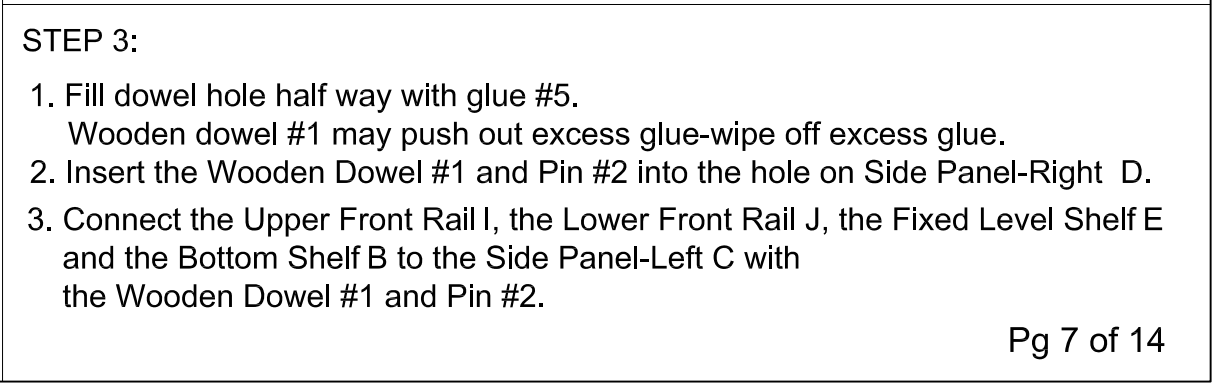 STEP 3:
1. Fill dowel hole half way with glue #5.
Wooden dowel #1 may push out excess glue-wipe off excess glue.
2. Insert the Wooden Dowel #1 and Pin #2 into the hole on Side Panel-Right D.
3. Connect the Upper Front Rail I, the Lower Front Rail J, the Fixed Level Shelf E
and the Bottom Shelf B to the Side Panel-Left C with
the Wooden Dowel #1 and Pin #2.
Pg 7 of 14